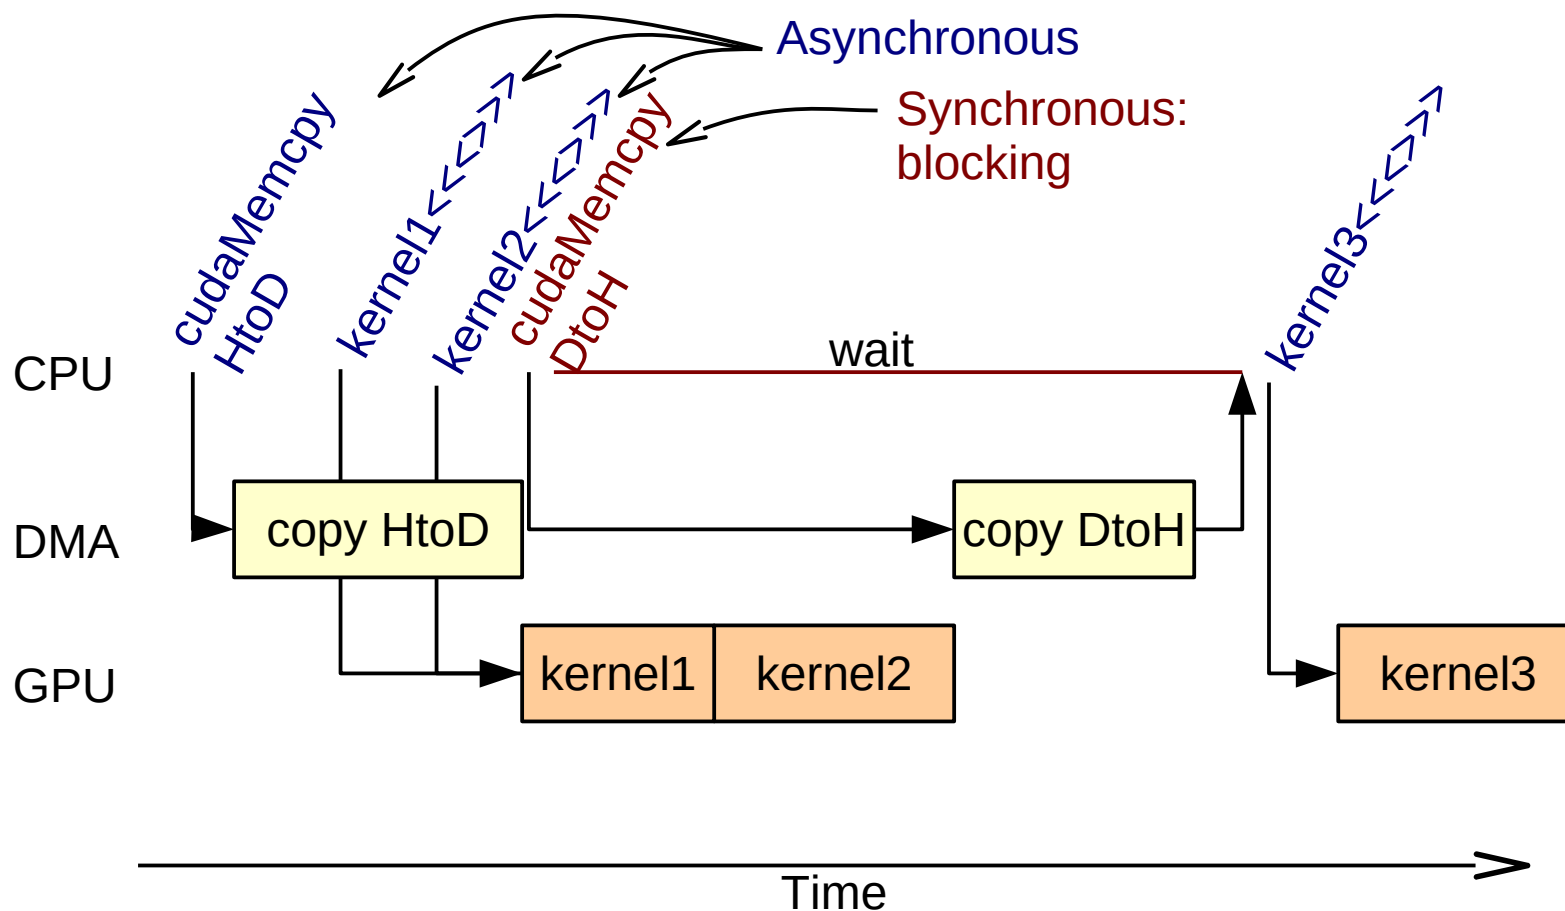 Asynchronous
Synchronous:
blocking
cudaMemcpy
HtoD
kernel1<<<>>>
kernel2<<<>>>
cudaMemcpy
DtoH
kernel3<<<>>>
CPU
wait
DMA
copy HtoD
copy DtoH
GPU
kernel1
kernel2
kernel3
Time